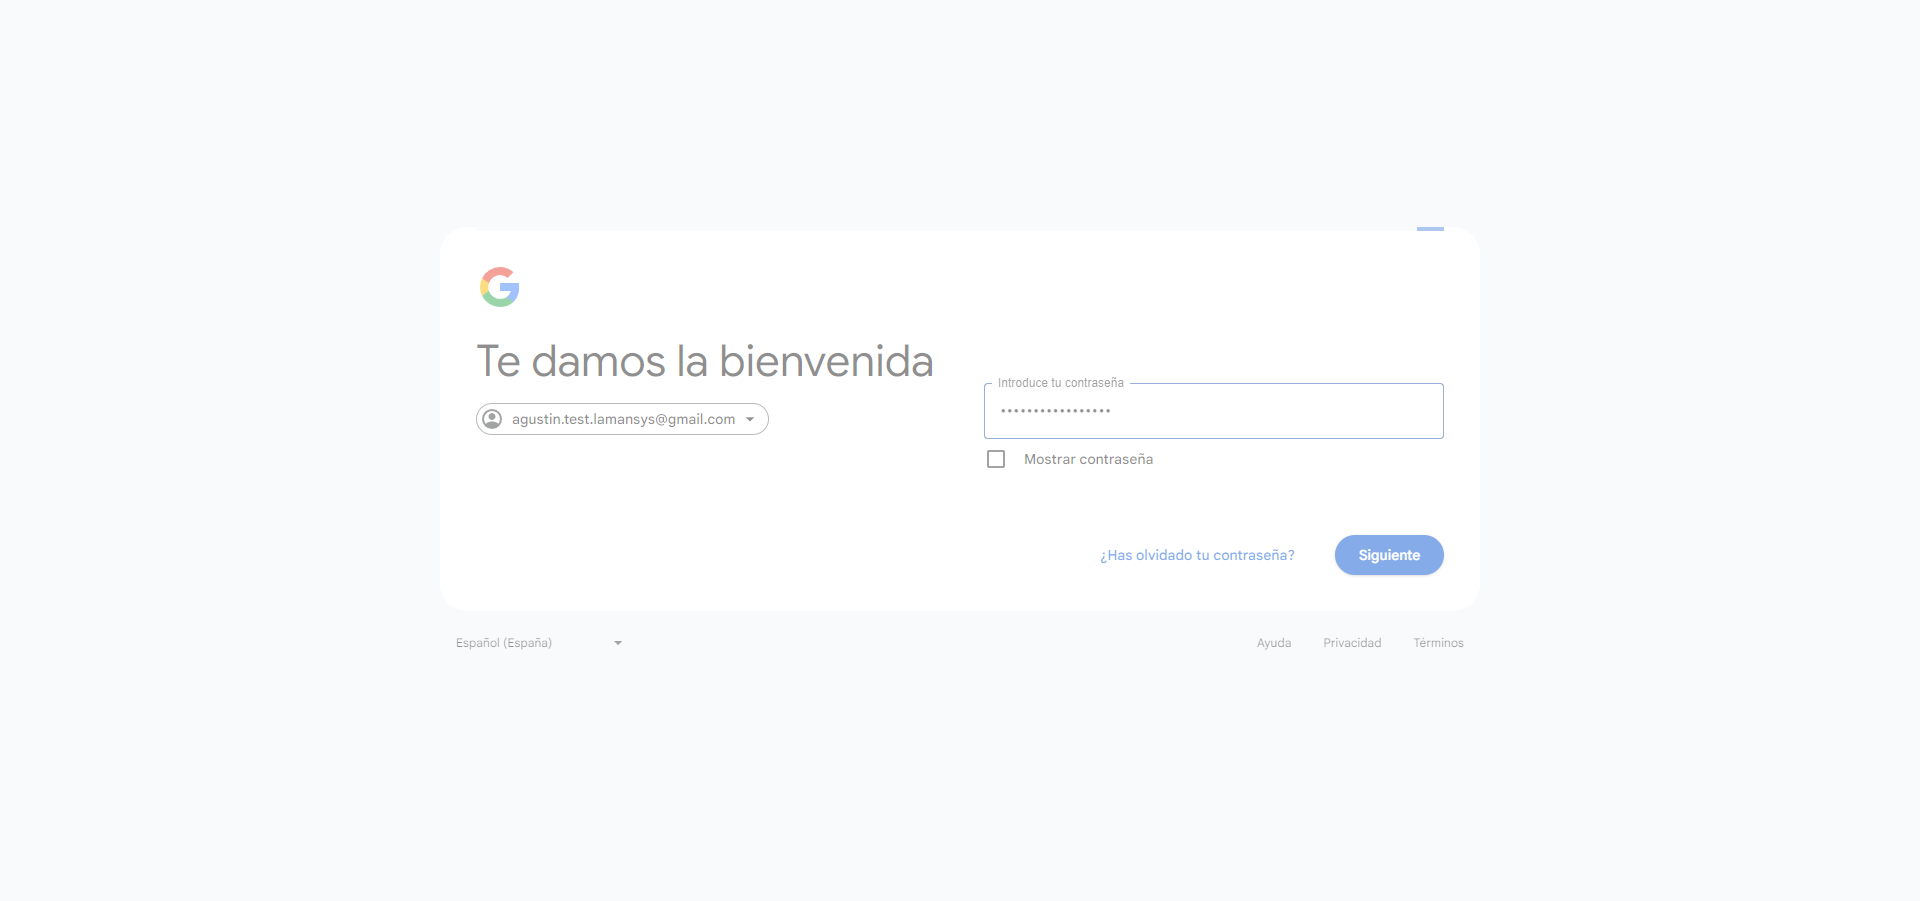 Te damos la bienvenida
agustin.test.lamansys@gmail.com
Introduce tu contraseña
•••••••••••••••••
Mostrar contraseña
¿Has olvidado tu contraseña?
Siguiente
Español (España)
Ayuda
Privacidad
Términos